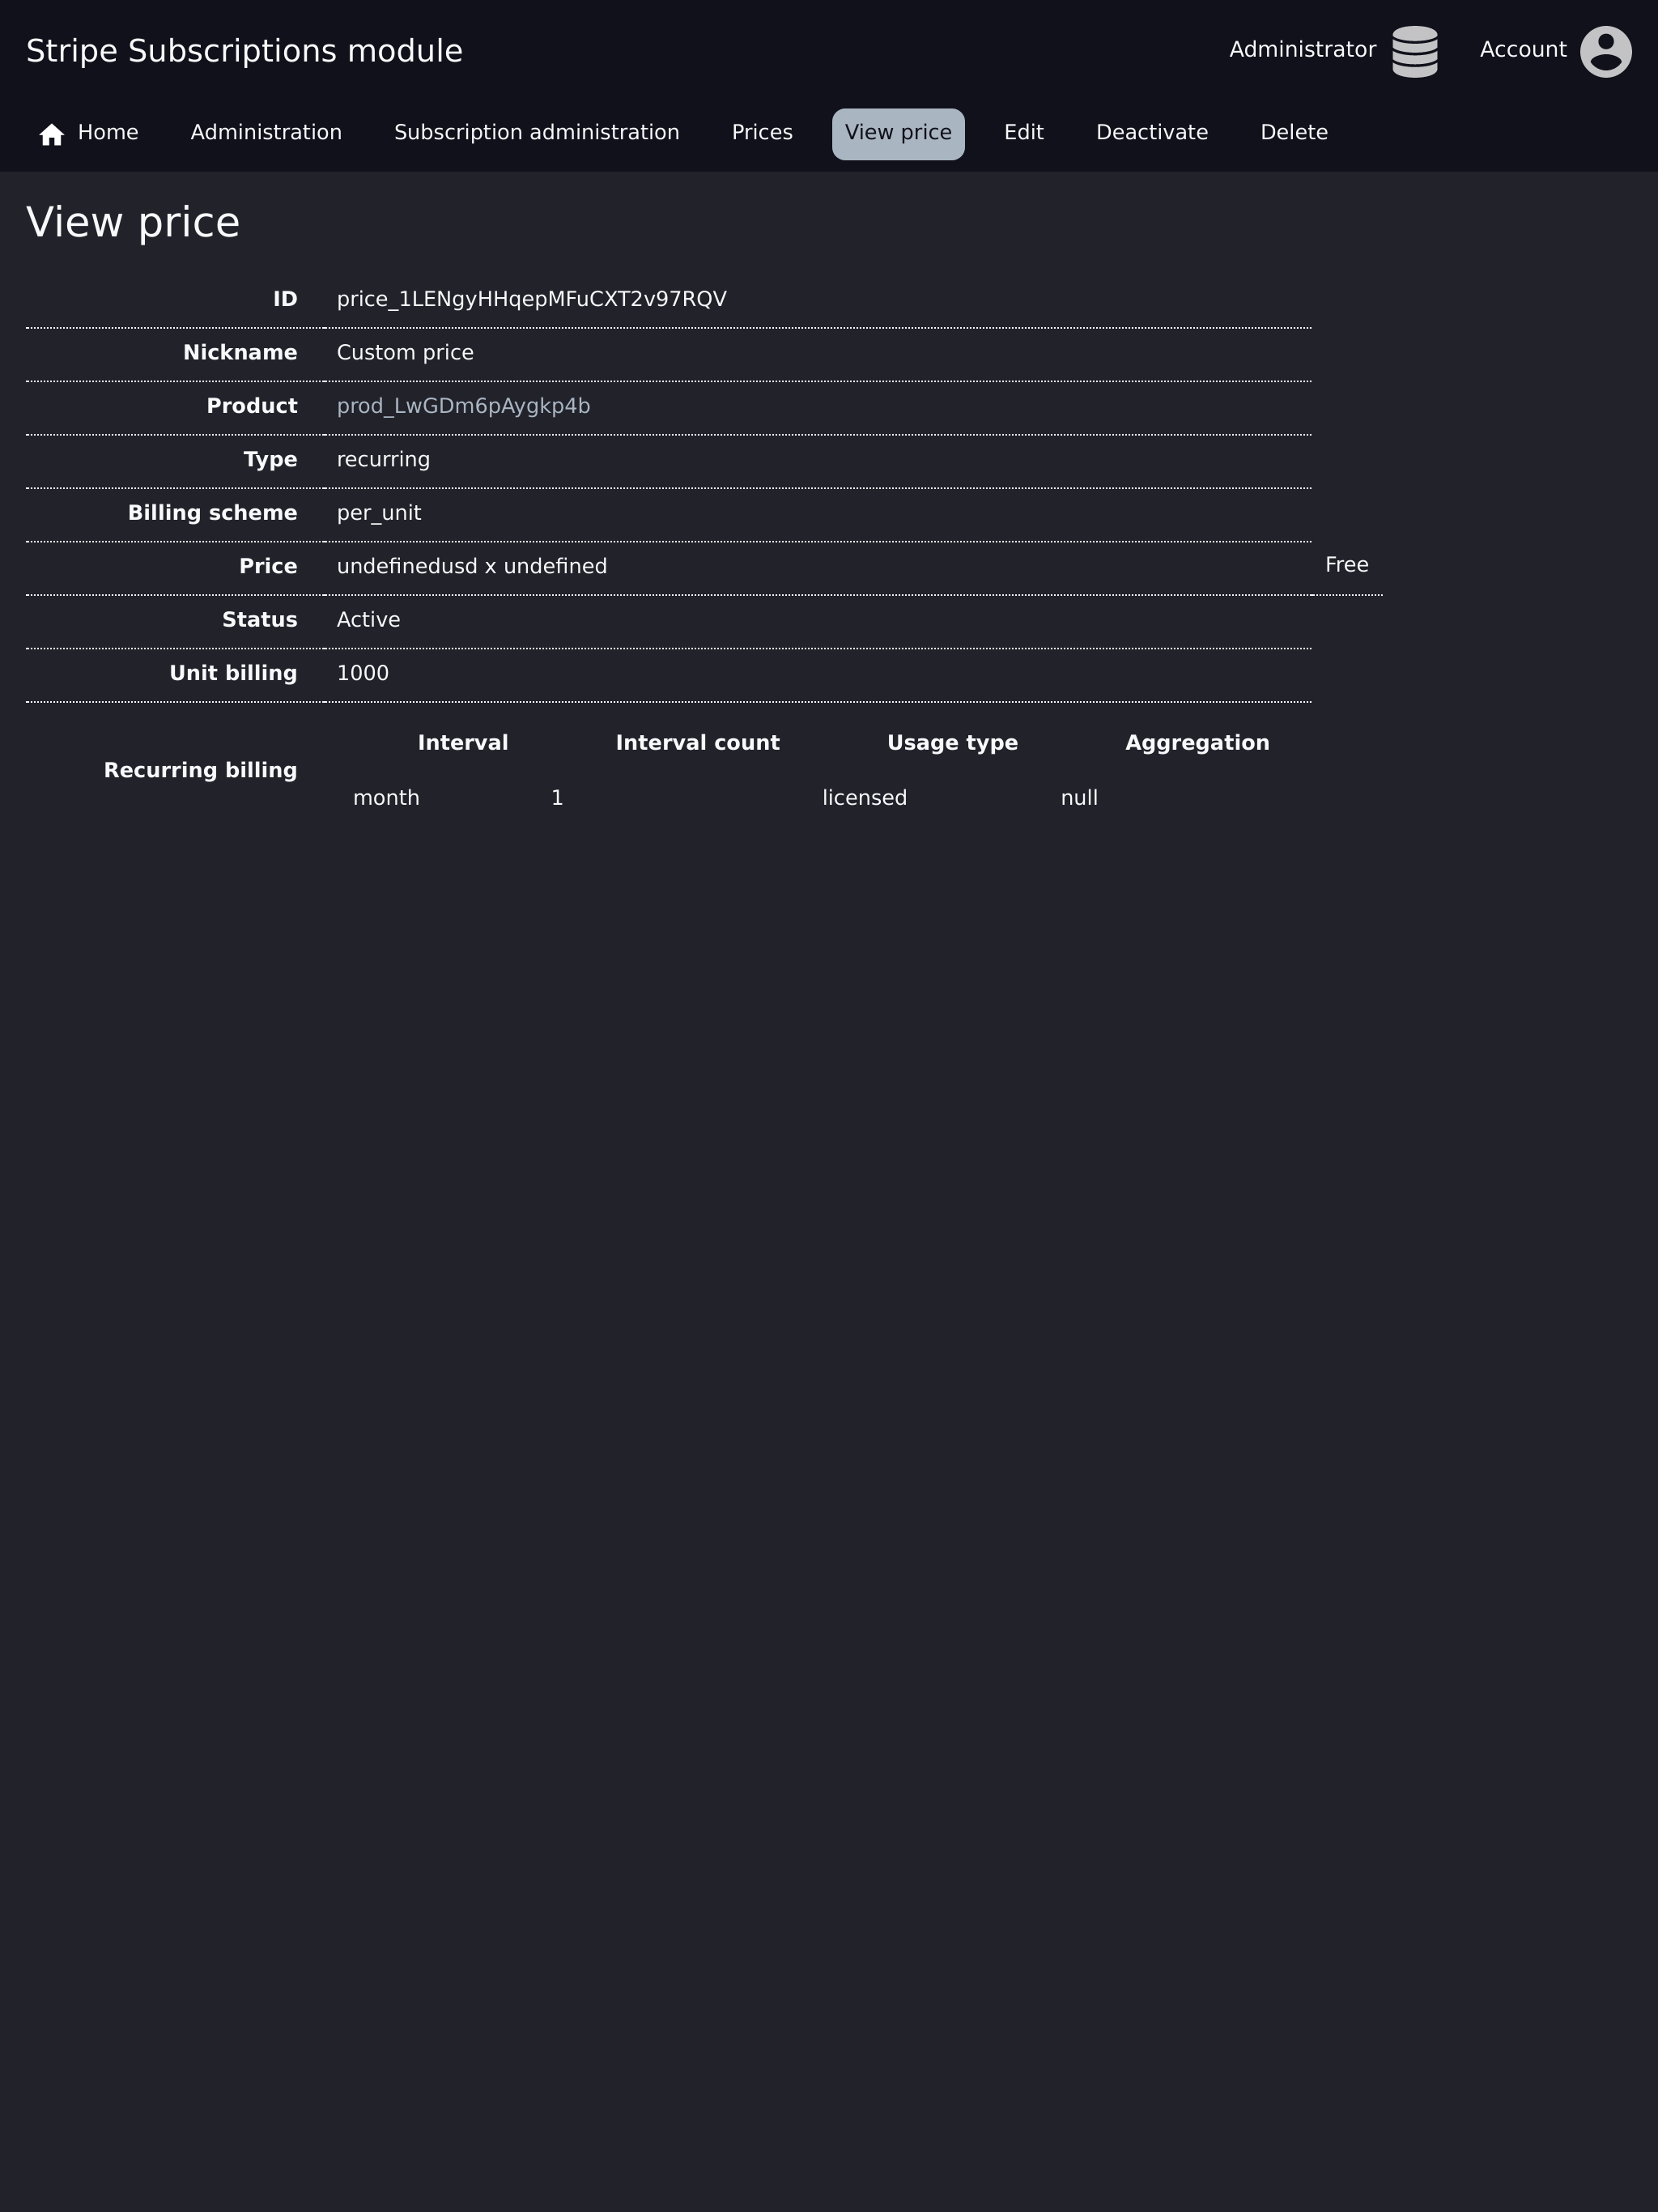 Stripe Subscriptions module
Administrator
Account
Home Administration Subscription administration Prices View price Edit Deactivate Delete
View price
ID price_1LENgyHHqepMFuCXT2v97RQV
Nickname Custom price
Product prod_LwGDm6pAygkp4b
Type recurring
Billing scheme per_unit
Price undefinedusd x undefined Free
Status Active
Unit billing 1000
Recurring billing
Interval Interval count Usage type Aggregation
month 1 licensed null